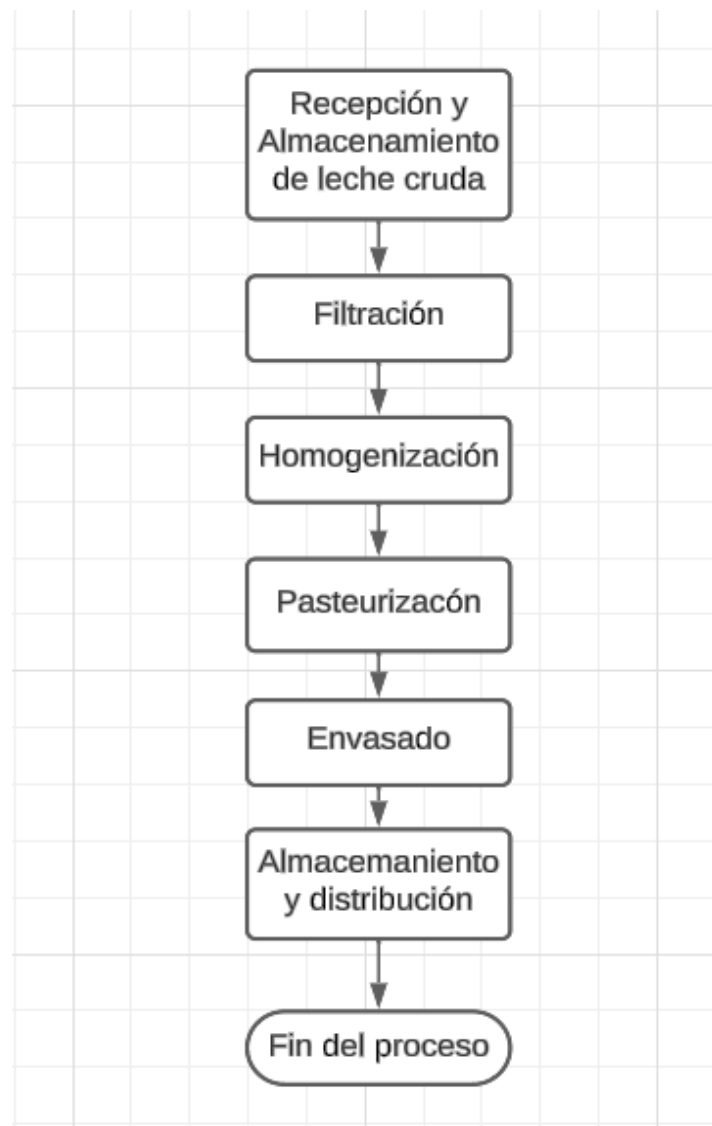 Recepción y
Almacenamiento
de leche cruda
Filtración
Homogenización
Pasteurizacón
Envasado
Almacemaniento
y distribución
Fin del proceso